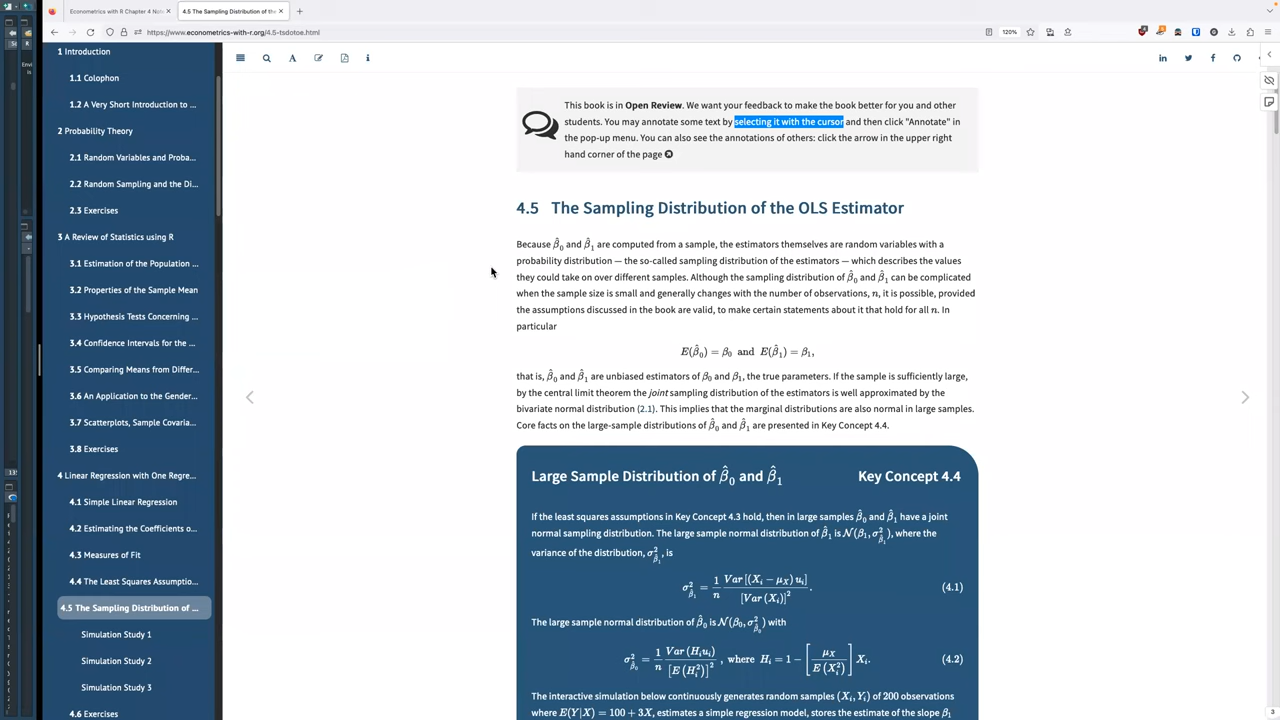 Econometrics with R Chapter 4 Not
4.5 The Sampling Distribution of the
https://www.econometrics-with-r.org/4.5-tsdotoe.html
120%
1 Introduction
1.1 Colophon
1.2 A Very Short Introduction to ...
2 Probability Theory
2.1 Random Variables and Proba...
2.2 Random Sampling and the Di...
2.3 Exercises
3 A Review of Statistics using R
3.1 Estimation of the Population ...
3.2 Properties of the Sample Mean
3.3 Hypothesis Tests Concerning ...
3.4 Confidence Intervals for the ...
3.5 Comparing Means from Differ...
3.6 An Application to the Gender...
3.7 Scatterplots, Sample Covaria...
3.8 Exercises
4 Linear Regression with One Regre...
4.1 Simple Linear Regression
4.2 Estimating the Coefficients o...
4.3 Measures of Fit
4.4 The Least Squares Assumptio...
4.5 The Sampling Distribution of ...
Simulation Study 1
Simulation Study 2
Simulation Study 3
4.6 Exercises
This book is in Open Review. We want your feedback to make the book better for you and other
students. You may annotate some text by selecting it with the cursor and then click "Annotate" in
the pop-up menu. You can also see the annotations of others: click the arrow in the upper right
hand corner of the page
4.5 The Sampling Distribution of the OLS Estimator
Because β̂₀ and β̂₁ are computed from a sample, the estimators themselves are random variables with a
probability distribution — the so-called sampling distribution of the estimators — which describes the values
they could take on over different samples. Although the sampling distribution of β̂₀ and β̂₁ can be complicated
when the sample size is small and generally changes with the number of observations, n, it is possible, provided
the assumptions discussed in the book are valid, to make certain statements about it that hold for all n. In
particular
E(β̂₀) = β₀ and E(β̂₁) = β₁,
that is, β̂₀ and β̂₁ are unbiased estimators of β₀ and β₁, the true parameters. If the sample is sufficiently large,
by the central limit theorem the joint sampling distribution of the estimators is well approximated by the
bivariate normal distribution (2.1). This implies that the marginal distributions are also normal in large samples.
Core facts on the large-sample distributions of β̂₀ and β̂₁ are presented in Key Concept 4.4.
Large Sample Distribution of β̂₀ and β̂₁ Key Concept 4.4
If the least squares assumptions in Key Concept 4.3 hold, then in large samples β̂₀ and β̂₁ have a joint
normal sampling distribution. The large sample normal distribution of β̂₁ is N(β₁, σ²_β̂₁), where the
variance of the distribution, σ²_β̂₁, is
σ²_β̂₁ = 1/n Var[(Xᵢ − μ_X) uᵢ] / [Var(Xᵢ)]². (4.1)
The large sample normal distribution of β̂₀ is N(β₀, σ²_β̂₀) with
σ²_β̂₀ = 1/n Var(Hᵢuᵢ) / [E(Hᵢ²)]², where Hᵢ = 1 − [μ_X / E(Xᵢ²)] Xᵢ. (4.2)
The interactive simulation below continuously generates random samples (Xᵢ, Yᵢ) of 200 observations
where E(Y|X) = 100 + 3X, estimates a simple regression model, stores the estimate of the slope β₁
3